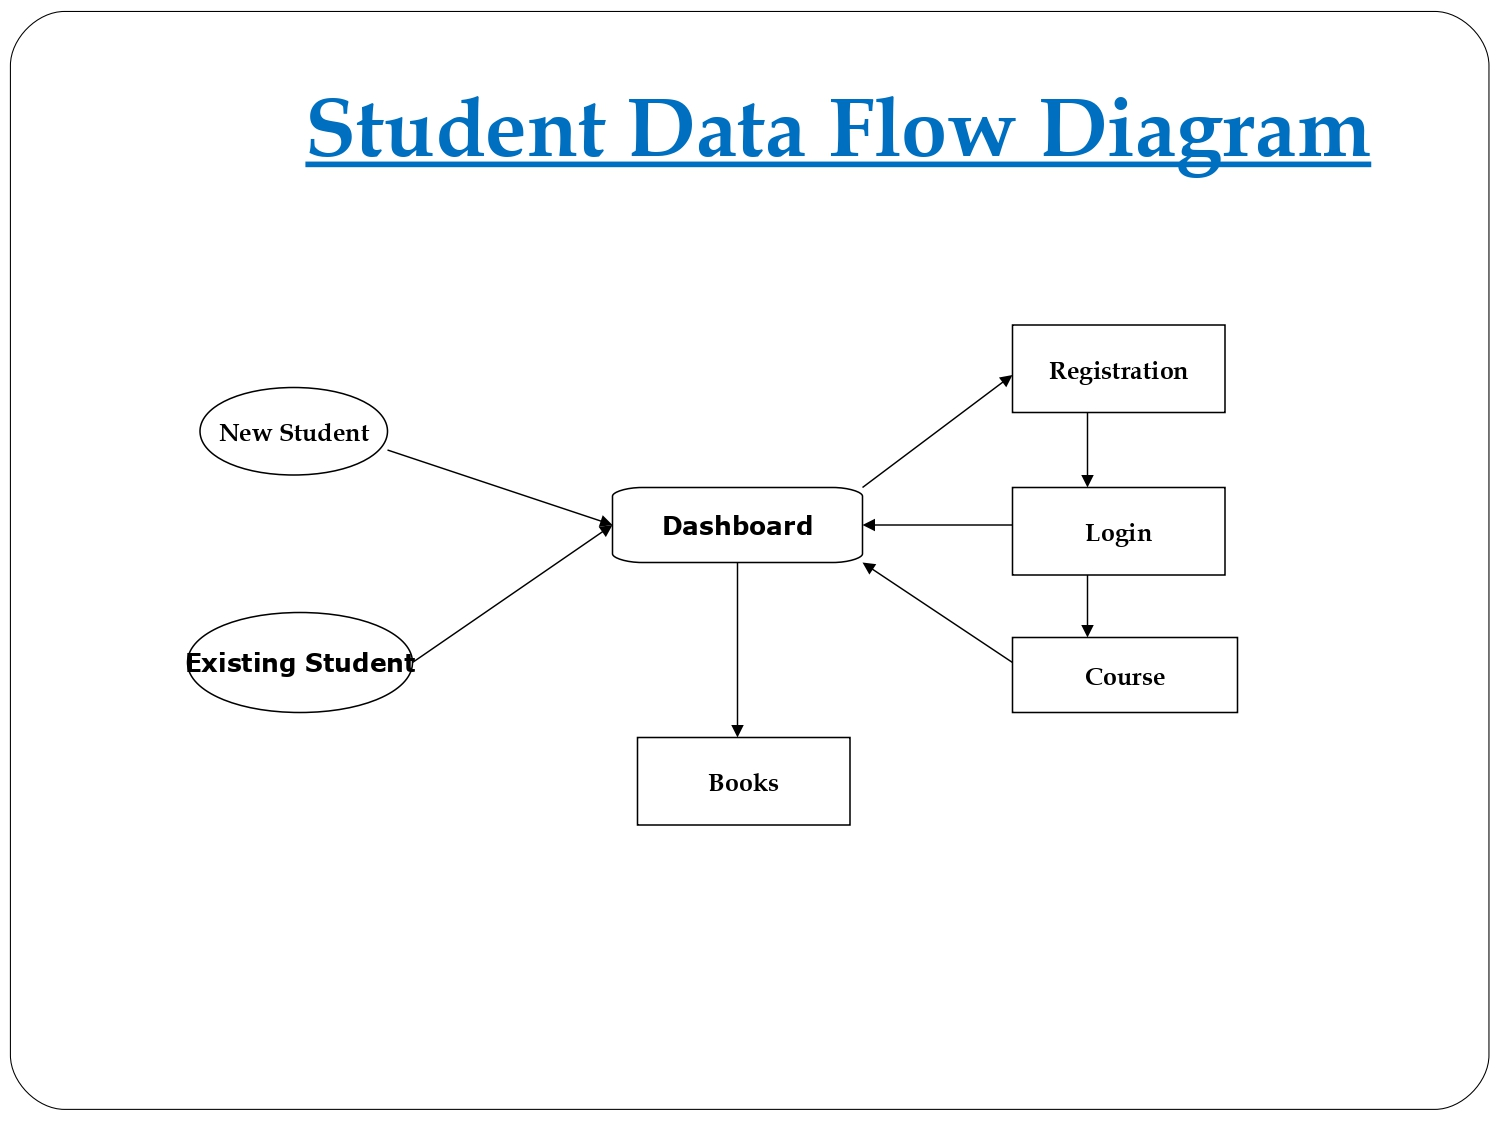 Student Data Flow Diagram
Registration
New Student
Dashboard
Login
Existing Student
Course
Books